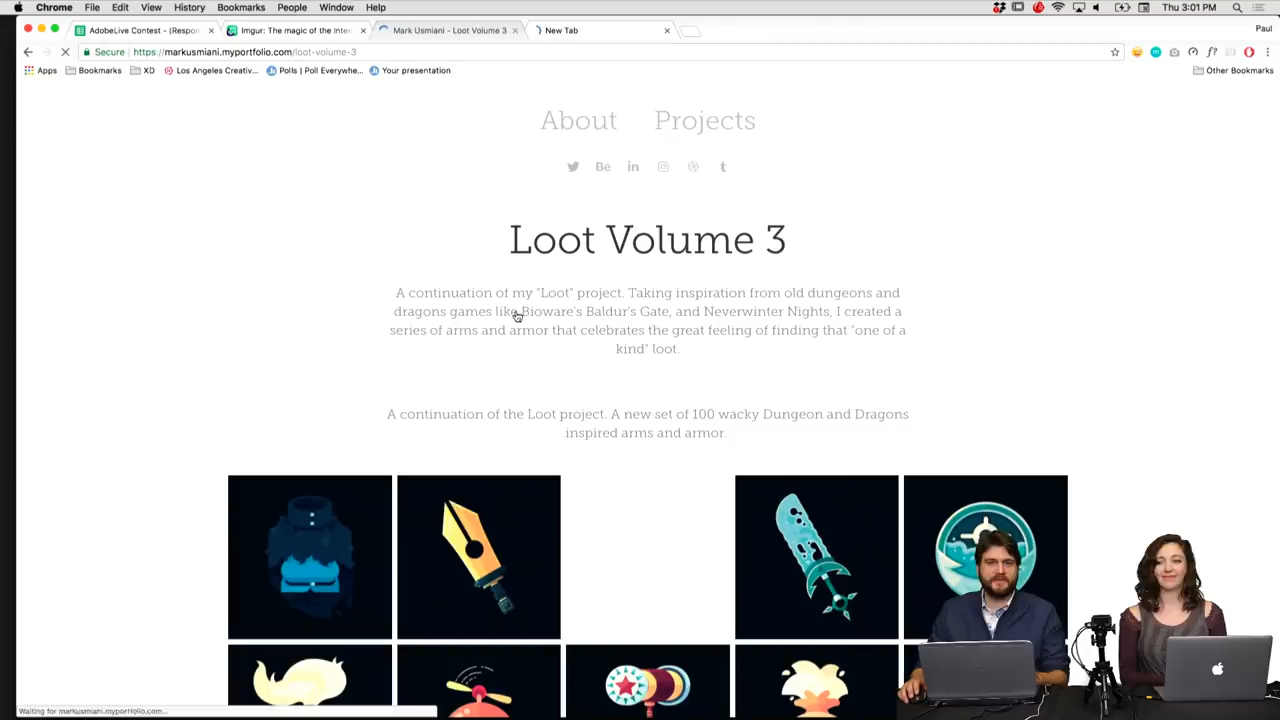 Chrome File Edit View History Bookmarks People Window Help Thu 3:01 PM
AdobeLive Contest - (Respon
Imgur: The magic of the Inter
Mark Usmiani - Loot Volume 3
New Tab
Paul
Secure https://markusmiani.myportfolio.com/loot-volume-3
Apps Bookmarks XD Los Angeles Creativ... Polls | Poll Everywhe... Your presentation Other Bookmarks
About Projects
Bē in t
Loot Volume 3
A continuation of my "Loot" project. Taking inspiration from old dungeons and
dragons games like Bioware's Baldur's Gate, and Neverwinter Nights, I created a
series of arms and armor that celebrates the great feeling of finding that "one of a
kind" loot.
A continuation of the Loot project. A new set of 100 wacky Dungeon and Dragons
inspired arms and armor.
Waiting for markusmiani.myportfolio.com...